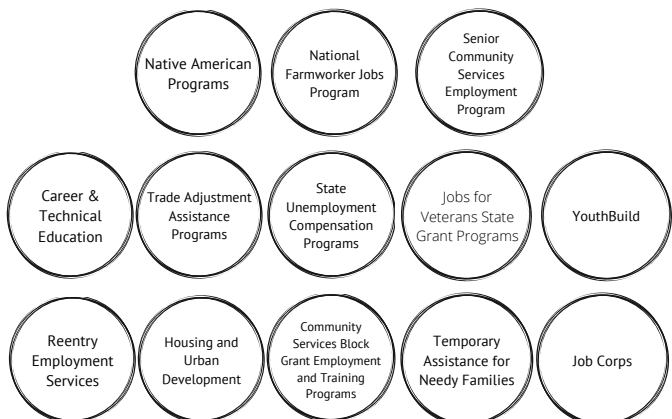 Native American
Programs
National
Farmworker Jobs
Program
Senior
Community
Services
Employment
Program
Career &
Technical
Education
Trade Adjustment
Assistance
Programs
State
Unemployment
Compensation
Programs
Jobs for
Veterans State
Grant Programs
YouthBuild
Reentry
Employment
Services
Housing and
Urban
Development
Community
Services Block
Grant Employment
and Training
Programs
Temporary
Assistance for
Needy Families
Job Corps